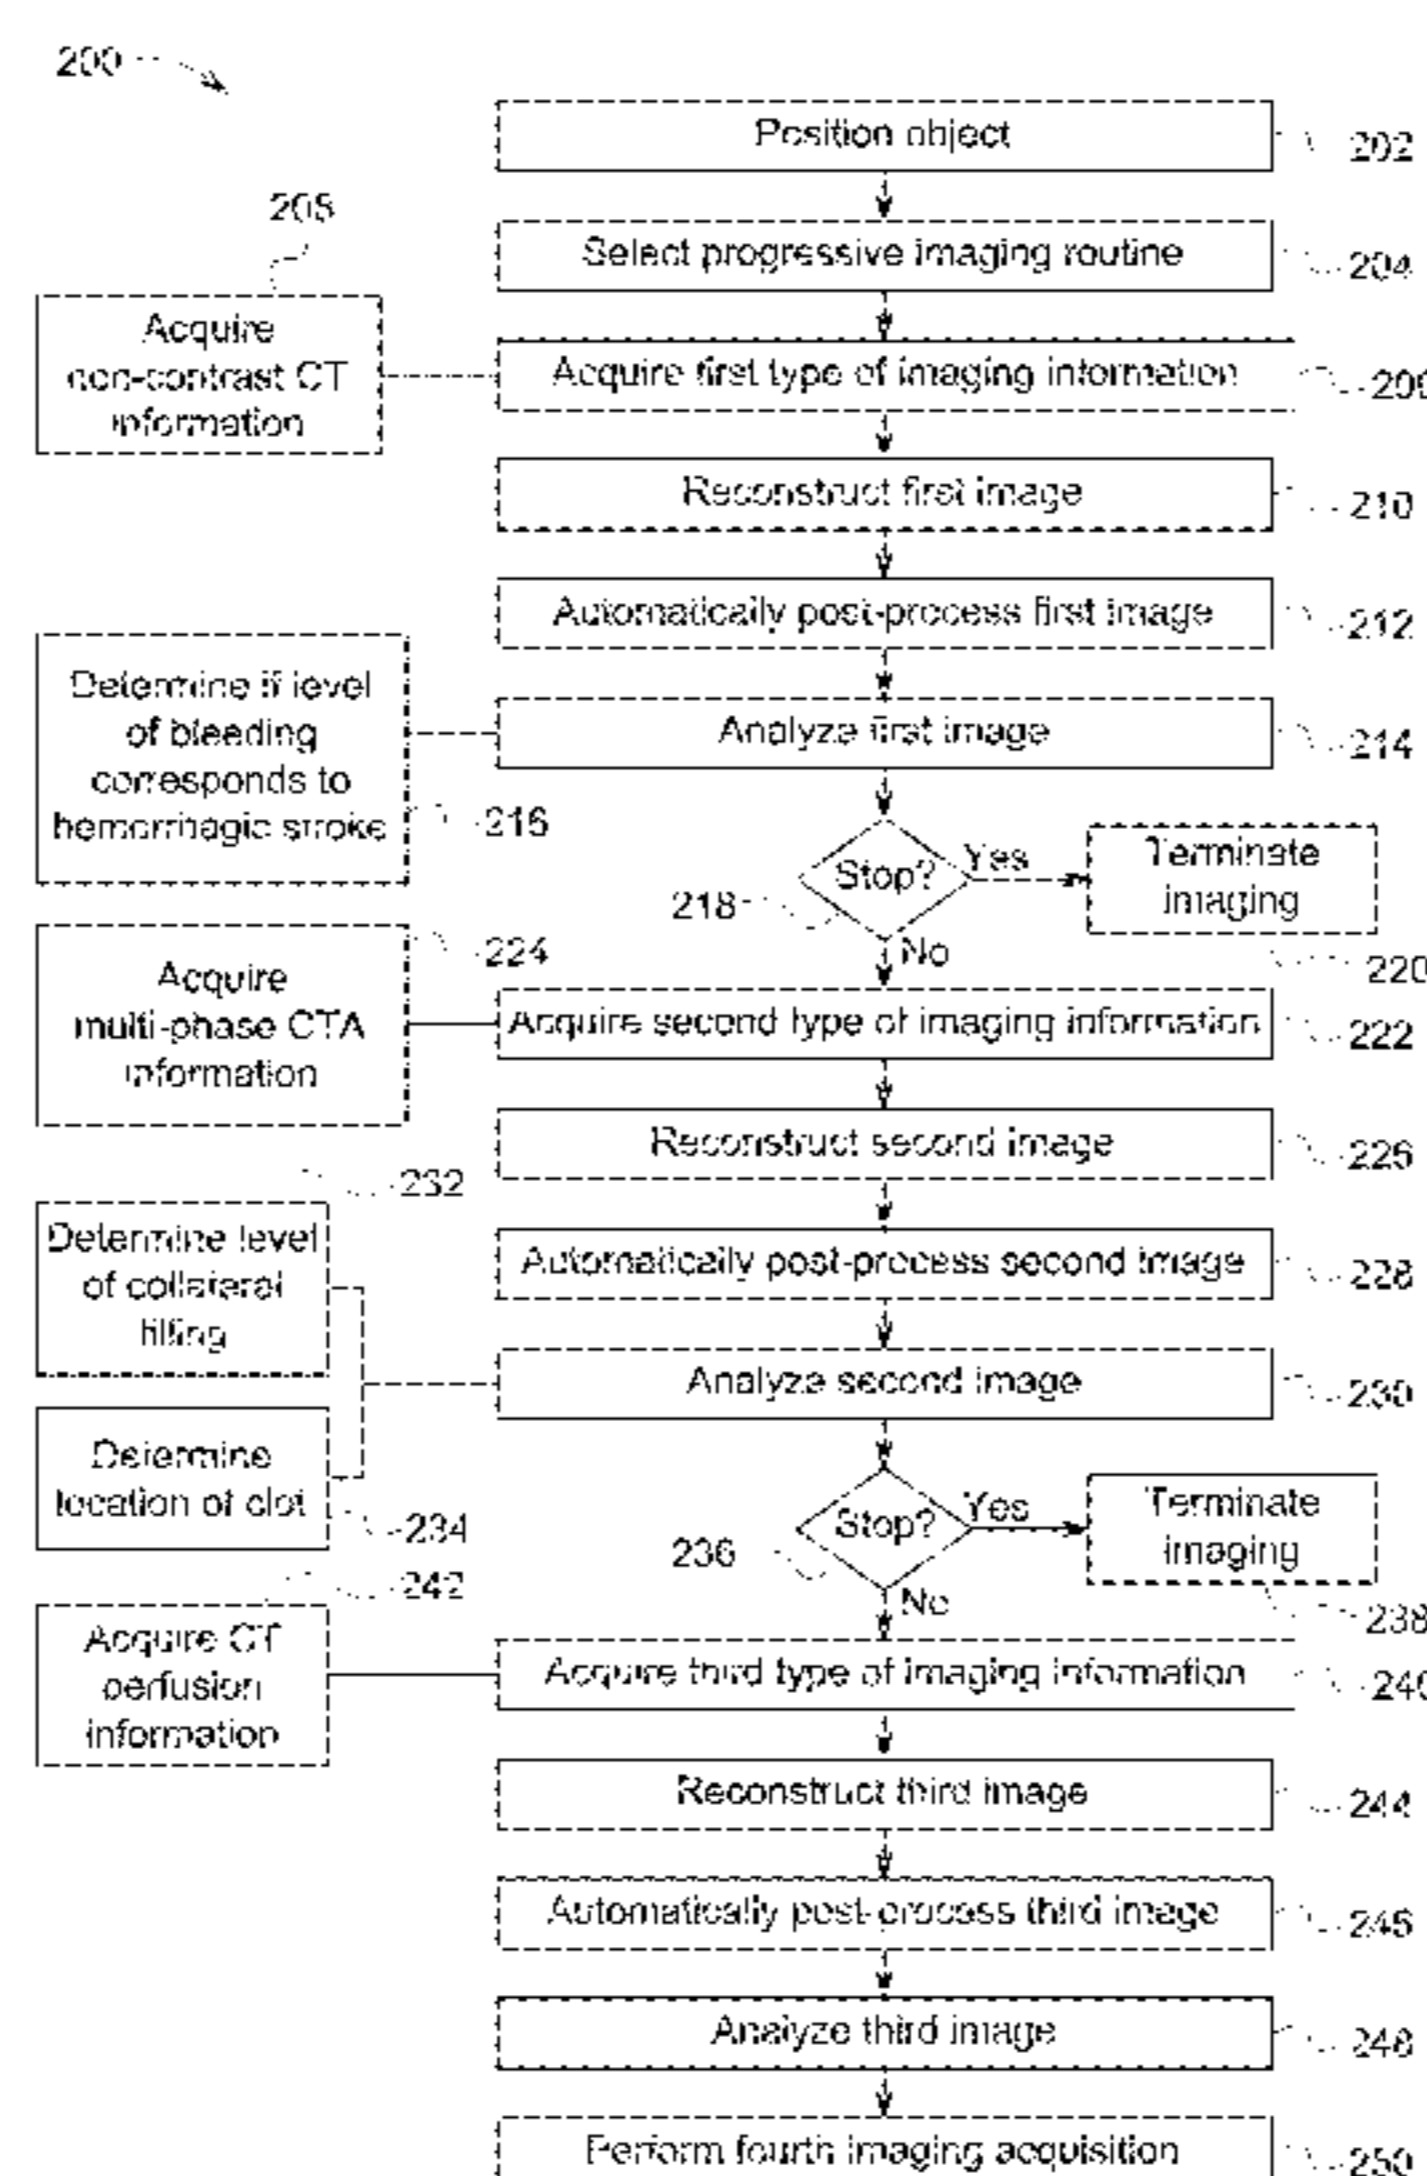 200
Position object
202
Select progressive imaging routine
204
208
Acquire
non-contrast CT
information
Acquire first type of imaging information
Reconstruct first image
210
Automatically post-process first image
212
Determine if level
of bleeding
corresponds to
hemorrhagic stroke
216
Analyze first image
214
Stop?
Yes
218
No
Terminate
imaging
220
Acquire
multi-phase CTA
information
224
Acquire second type of imaging information
222
Reconstruct second image
226
232
Determine level
of collateral
filling
Automatically post-process second image
228
Analyze second image
230
Determine
location of clot
234
Stop?
Yes
236
No
Terminate
imaging
238
242
Acquire CT
perfusion
information
Acquire third type of imaging information
240
Reconstruct third image
244
Automatically post-process third image
246
Analyze third image
248
Perform fourth imaging acquisition
250